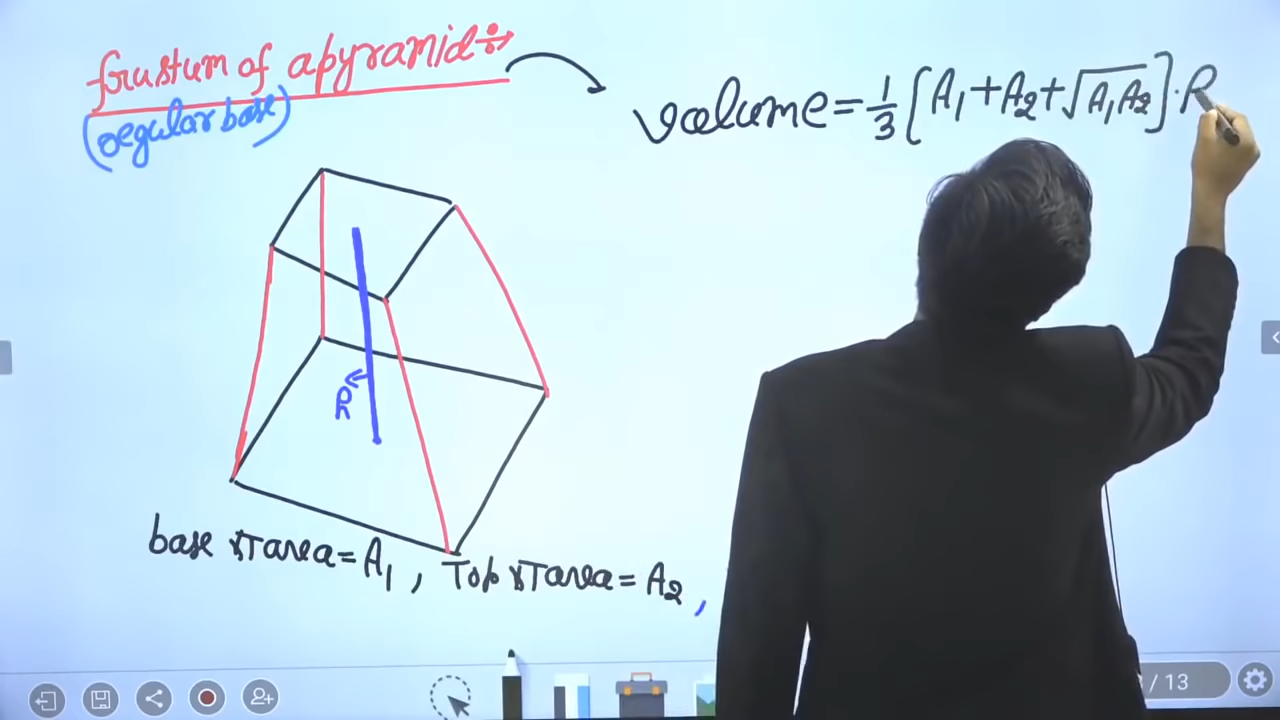 frustum of a pyramid ÷→
(regular base)
volume = 1/3 [A₁ + A₂ + √A₁A₂] · h
h
base का area = A₁ , Top का area = A₂ ,
/ 13